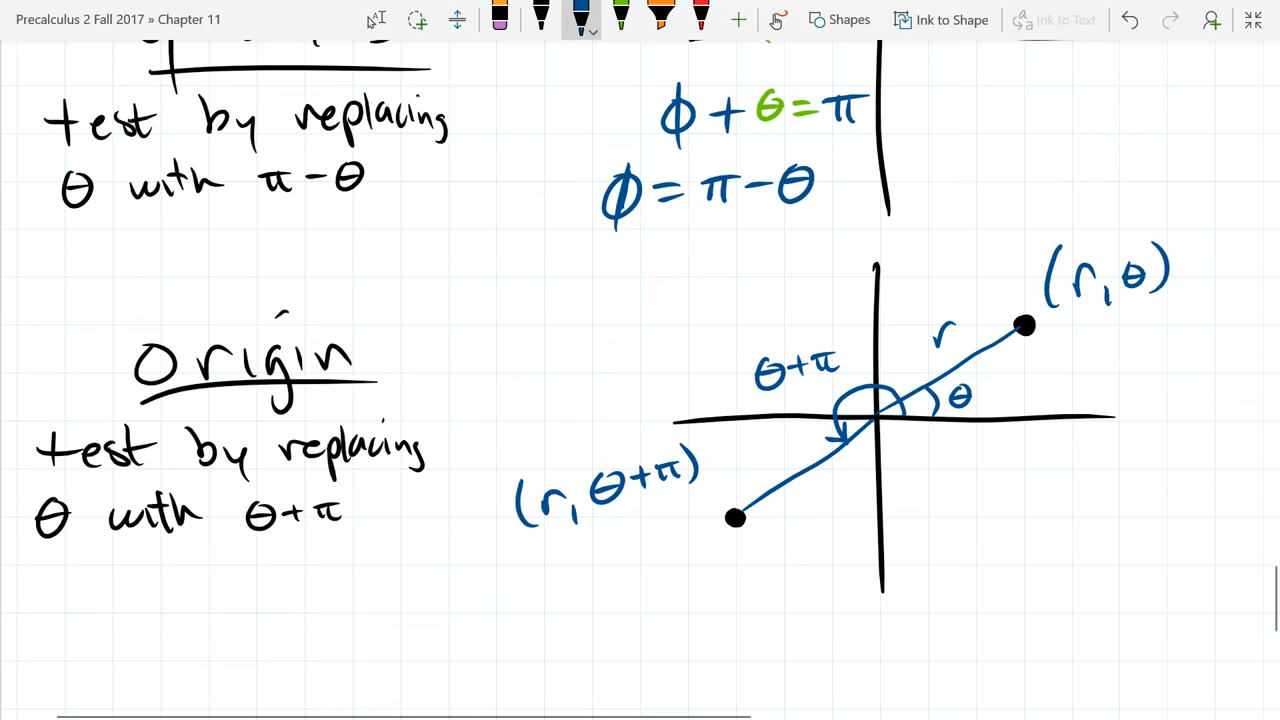 Precalculus 2 Fall 2017 » Chapter 11
Shapes
Ink to Shape
Ink to Text
test by replacing
θ with π - θ
ϕ + θ = π
ϕ = π - θ
Origin
test by replacing
θ with θ + π
(r, θ)
r
θ + π
θ
(r, θ + π)